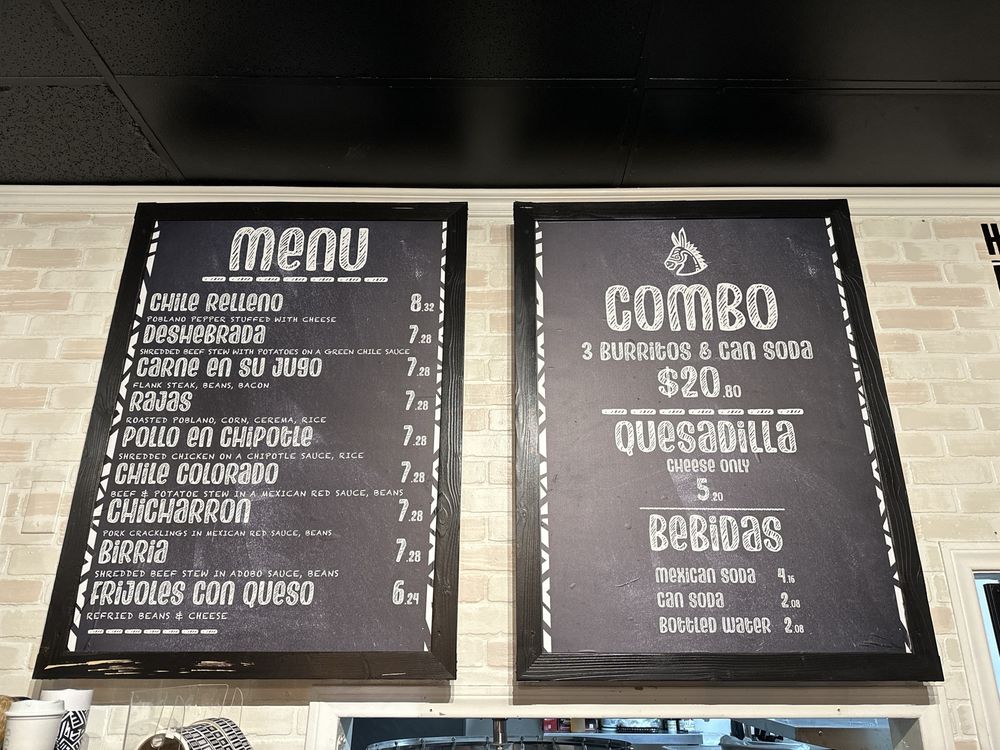 MENU
CHILE RELLENO 8.32
POBLANO PEPPER STUFFED WITH CHEESE
DESHEBRADA 7.28
SHREDDED BEEF STEW WITH POTATOES ON A GREEN CHILE SAUCE
CARNE EN SU JUGO 7.28
FLANK STEAK, BEANS, BACON
RAJAS 7.28
ROASTED POBLANO, CORN, CEREMA, RICE
POLLO EN CHIPOTLE 7.28
SHREDDED CHICKEN ON A CHIPOTLE SAUCE, RICE
CHILE COLORADO 7.28
BEEF & POTATOE STEW IN A MEXICAN RED SAUCE, BEANS
CHICHARRON 7.28
PORK CRACKLINGS IN MEXICAN RED SAUCE, BEANS
BIRRIA 7.28
SHREDDED BEEF STEW IN ADOBO SAUCE, BEANS
FRIJOLES CON QUESO 6.24
REFRIED BEANS & CHEESE
COMBO
3 BURRITOS & CAN SODA
$20.80
QUESADILLA
CHEESE ONLY
5.20
BEBIDAS
MEXICAN SODA 4.16
CAN SODA 2.08
BOTTLED WATER 2.08